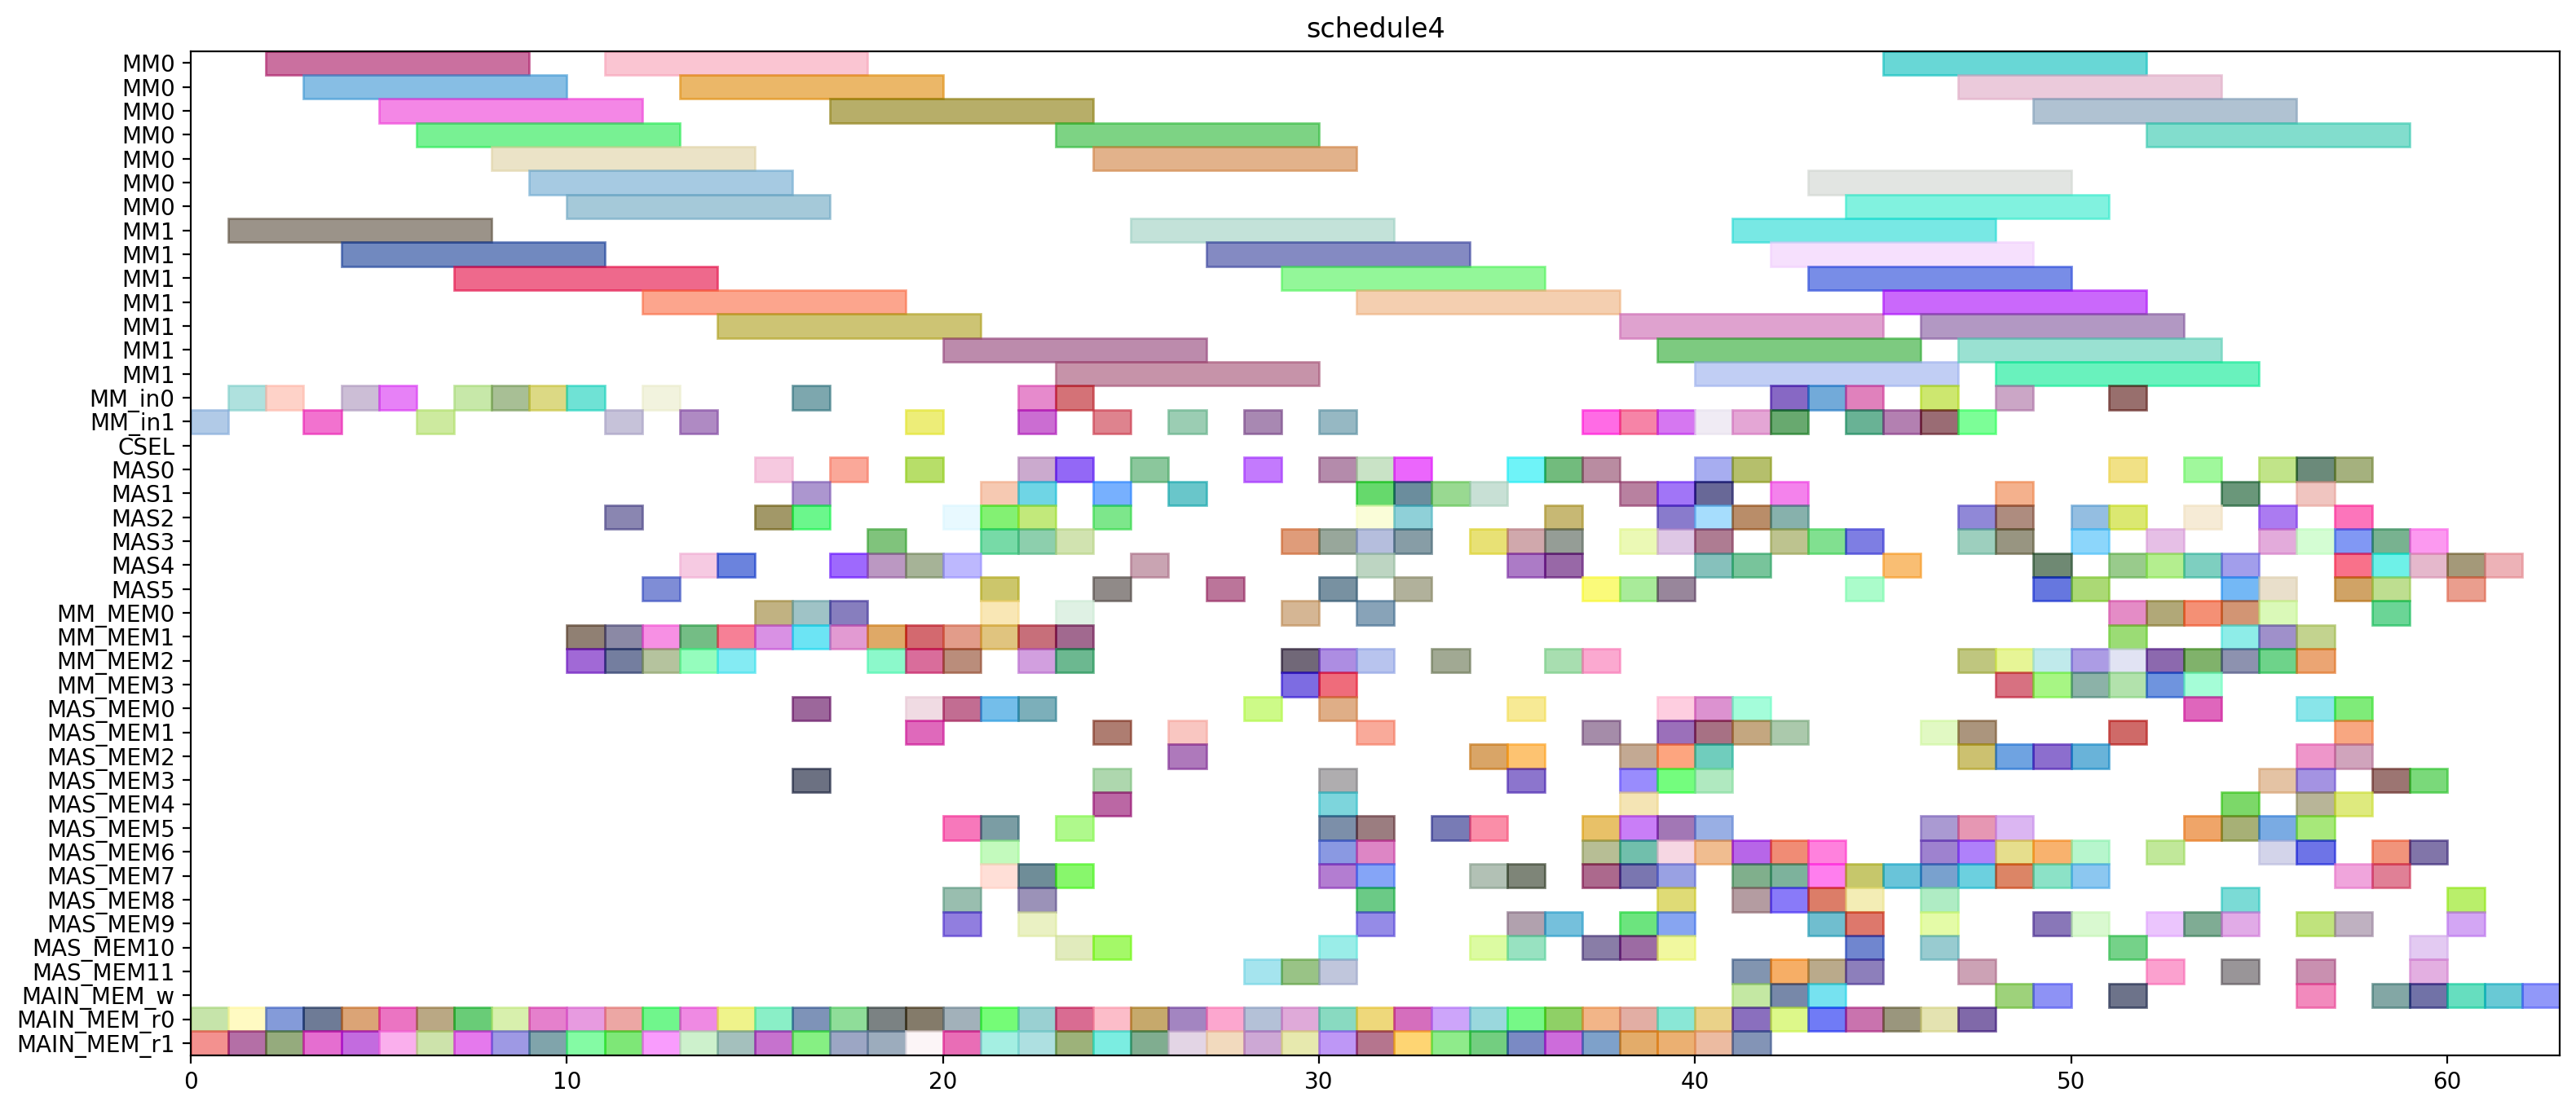 schedule4
MM0
MM0
MM0
MM0
MM0
MM0
MM0
MM1
MM1
MM1
MM1
MM1
MM1
MM1
MM_in0
MM_in1
CSEL
MAS0
MAS1
MAS2
MAS3
MAS4
MAS5
MM_MEM0
MM_MEM1
MM_MEM2
MM_MEM3
MAS_MEM0
MAS_MEM1
MAS_MEM2
MAS_MEM3
MAS_MEM4
MAS_MEM5
MAS_MEM6
MAS_MEM7
MAS_MEM8
MAS_MEM9
MAS_MEM10
MAS_MEM11
MAIN_MEM_w
MAIN_MEM_r0
MAIN_MEM_r1
0 10 20 30 40 50 60